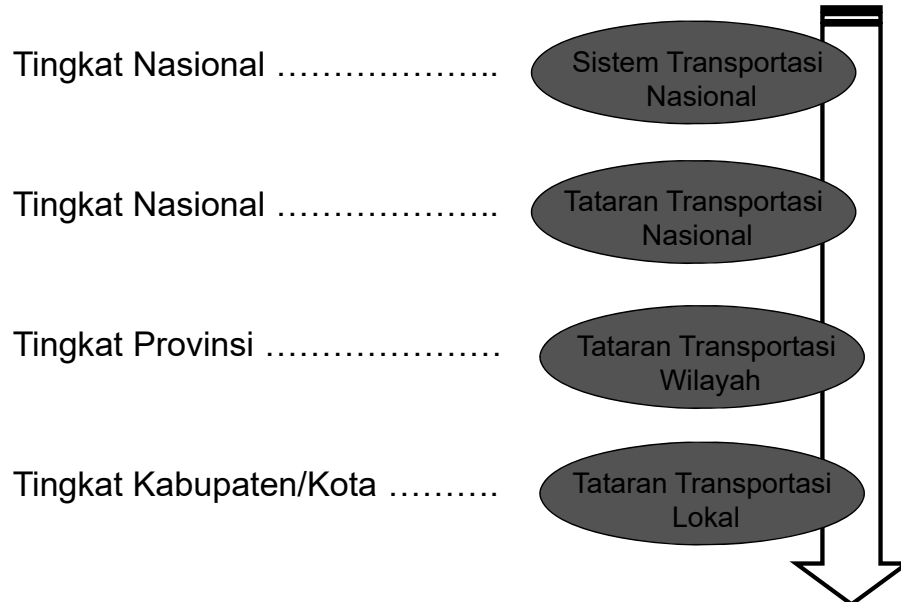 Tingkat Nasional ………………….
Sistem Transportasi
Nasional
Tingkat Nasional ………………….
Tataran Transportasi
Nasional
Tingkat Provinsi …………………
Tataran Transportasi
Wilayah
Tingkat Kabupaten/Kota ……….
Tataran Transportasi
Lokal